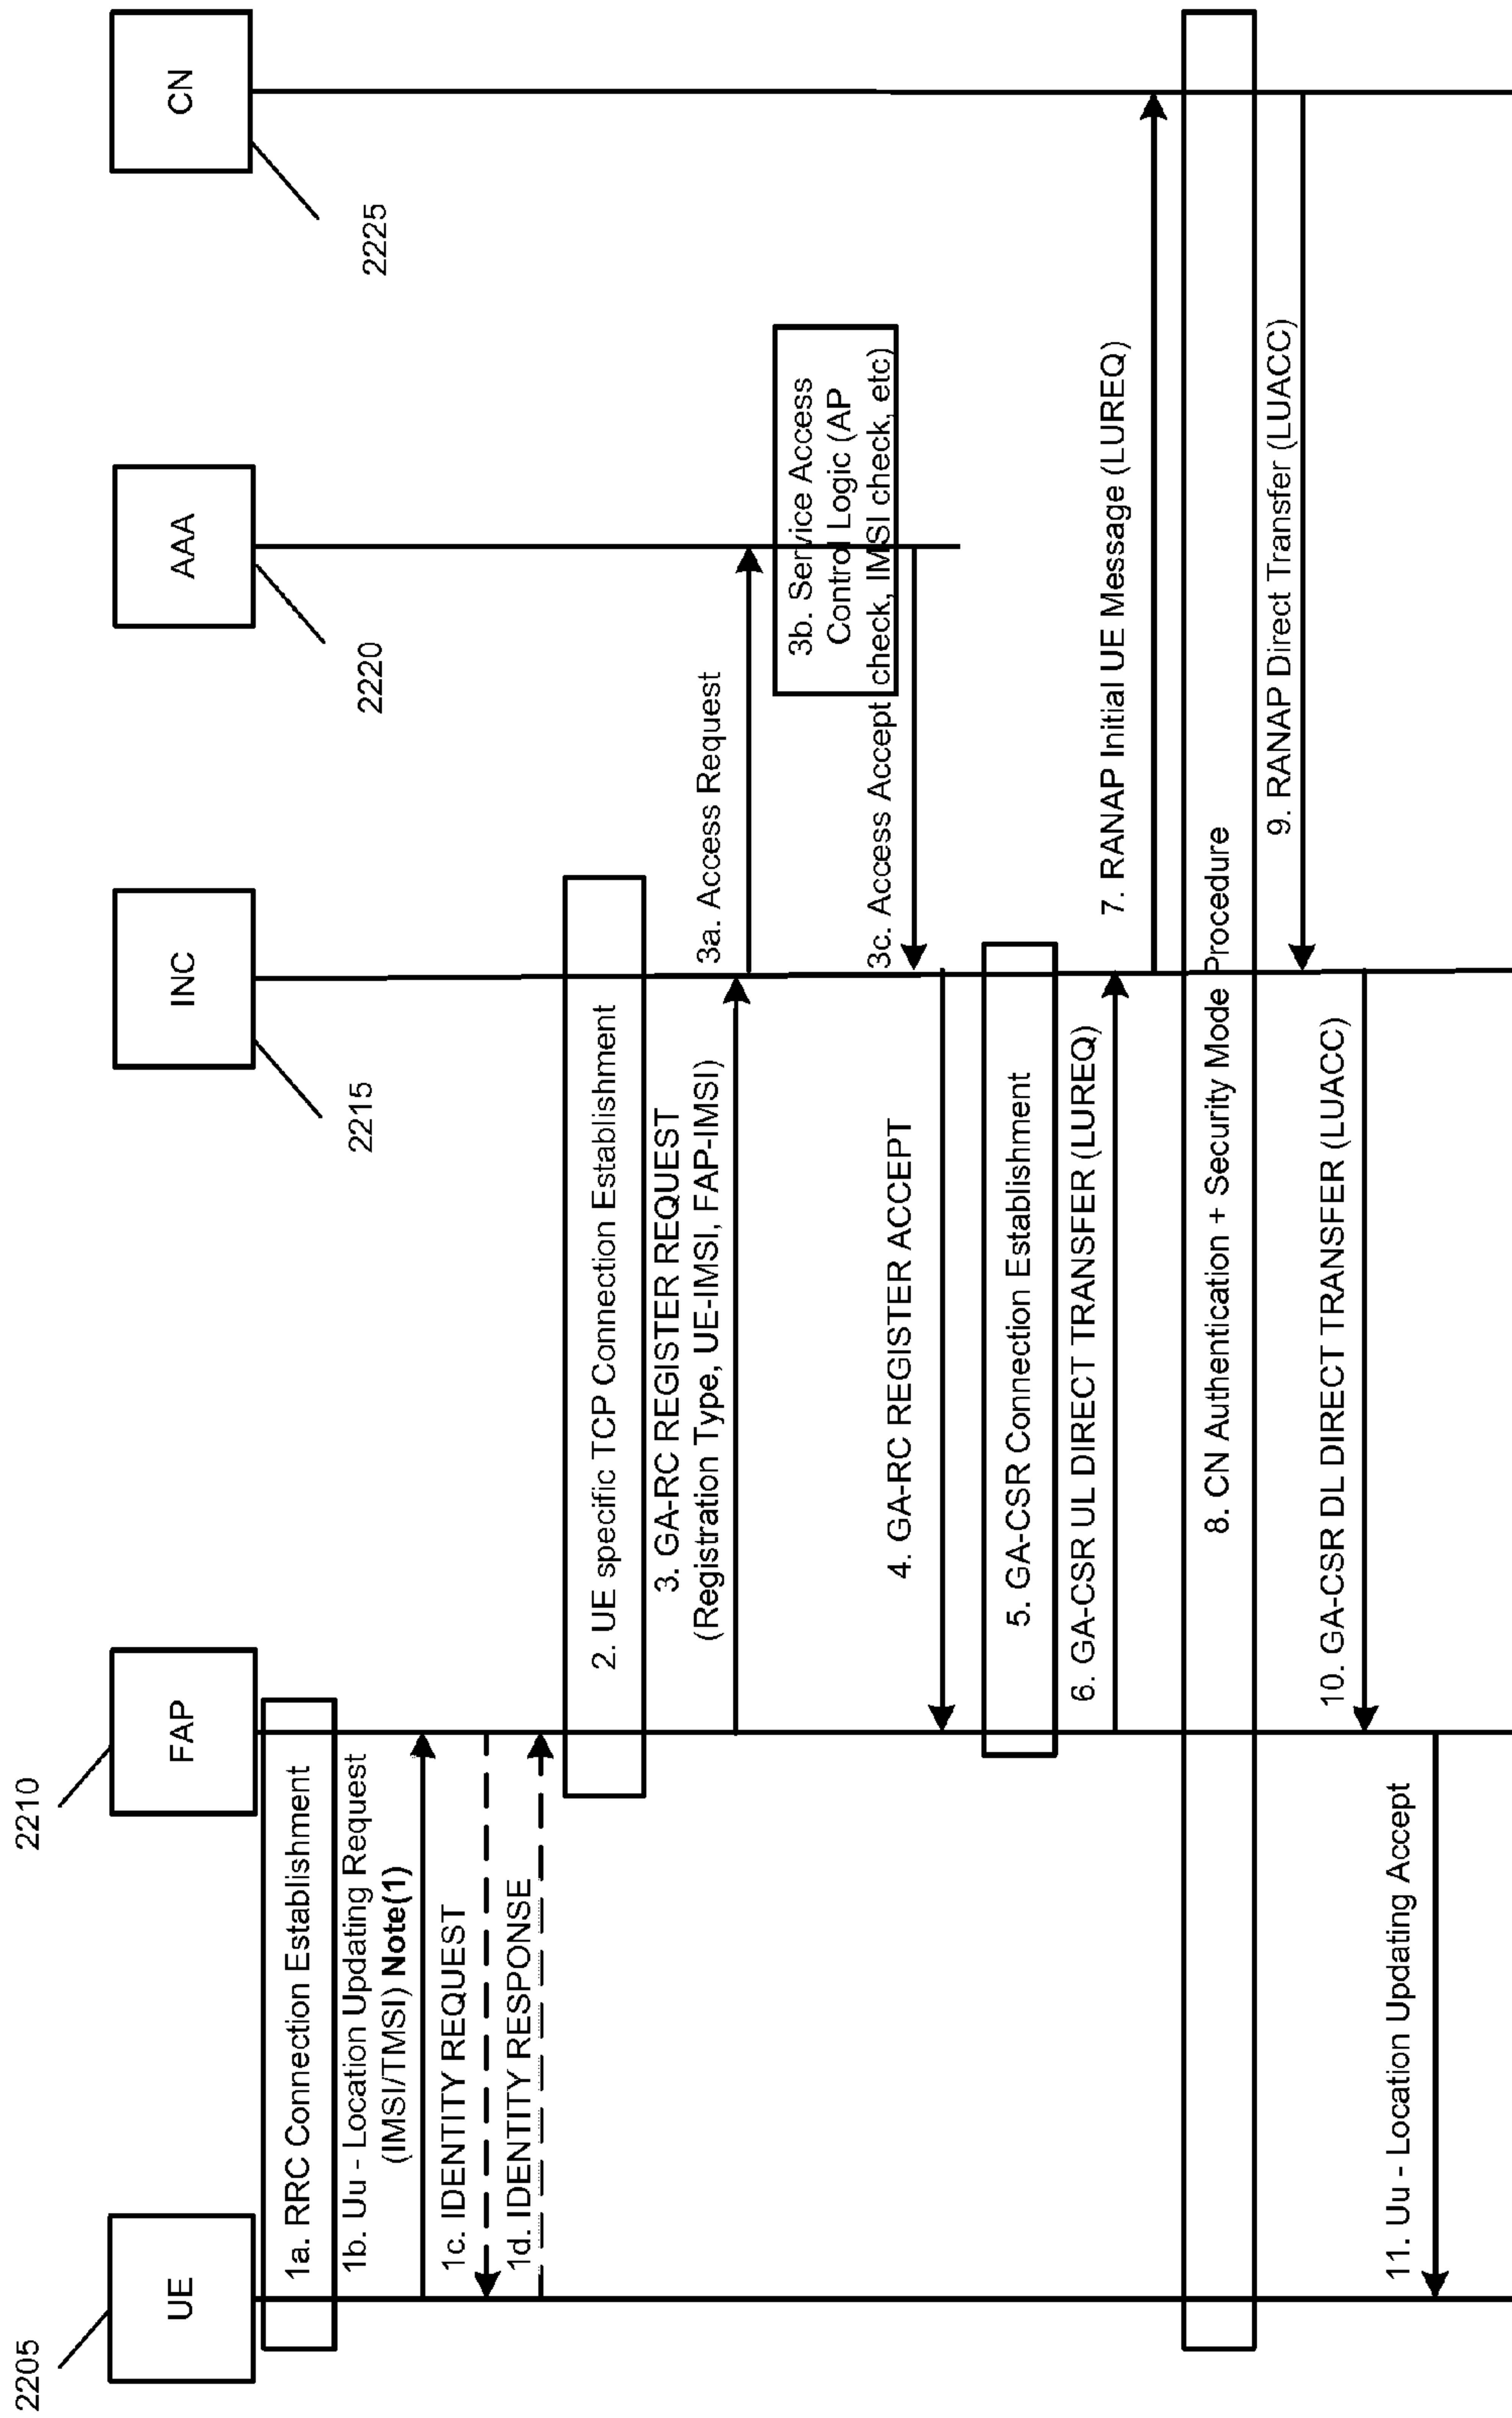 2205
2210
2215
2220
2225
UE
FAP
INC
AAA
CN
1a. RRC Connection Establishment
1b. Uu - Location Updating Request
(IMSI/TMSI) Note(1)
1c. IDENTITY REQUEST
1d. IDENTITY RESPONSE
2. UE specific TCP Connection Establishment
3. GA-RC REGISTER REQUEST
(Registration Type, UE-IMSI, FAP-IMSI)
3a. Access Request
3b. Service Access
Control Logic (AP
check, IMSI check, etc)
3c. Access Accept
4. GA-RC REGISTER ACCEPT
5. GA-CSR Connection Establishment
6. GA-CSR UL DIRECT TRANSFER (LUREQ)
7. RANAP Initial UE Message (LUREQ)
8. CN Authentication + Security Mode Procedure
9. RANAP Direct Transfer (LUACC)
10. GA-CSR DL DIRECT TRANSFER (LUACC)
11. Uu - Location Updating Accept